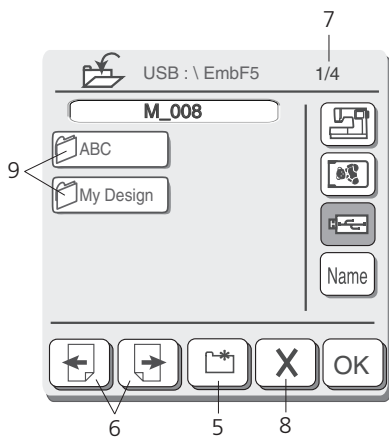 7
USB : \ EmbF5 1/4
M_008
ABC
9
My Design
Name
X OK
6 5 8